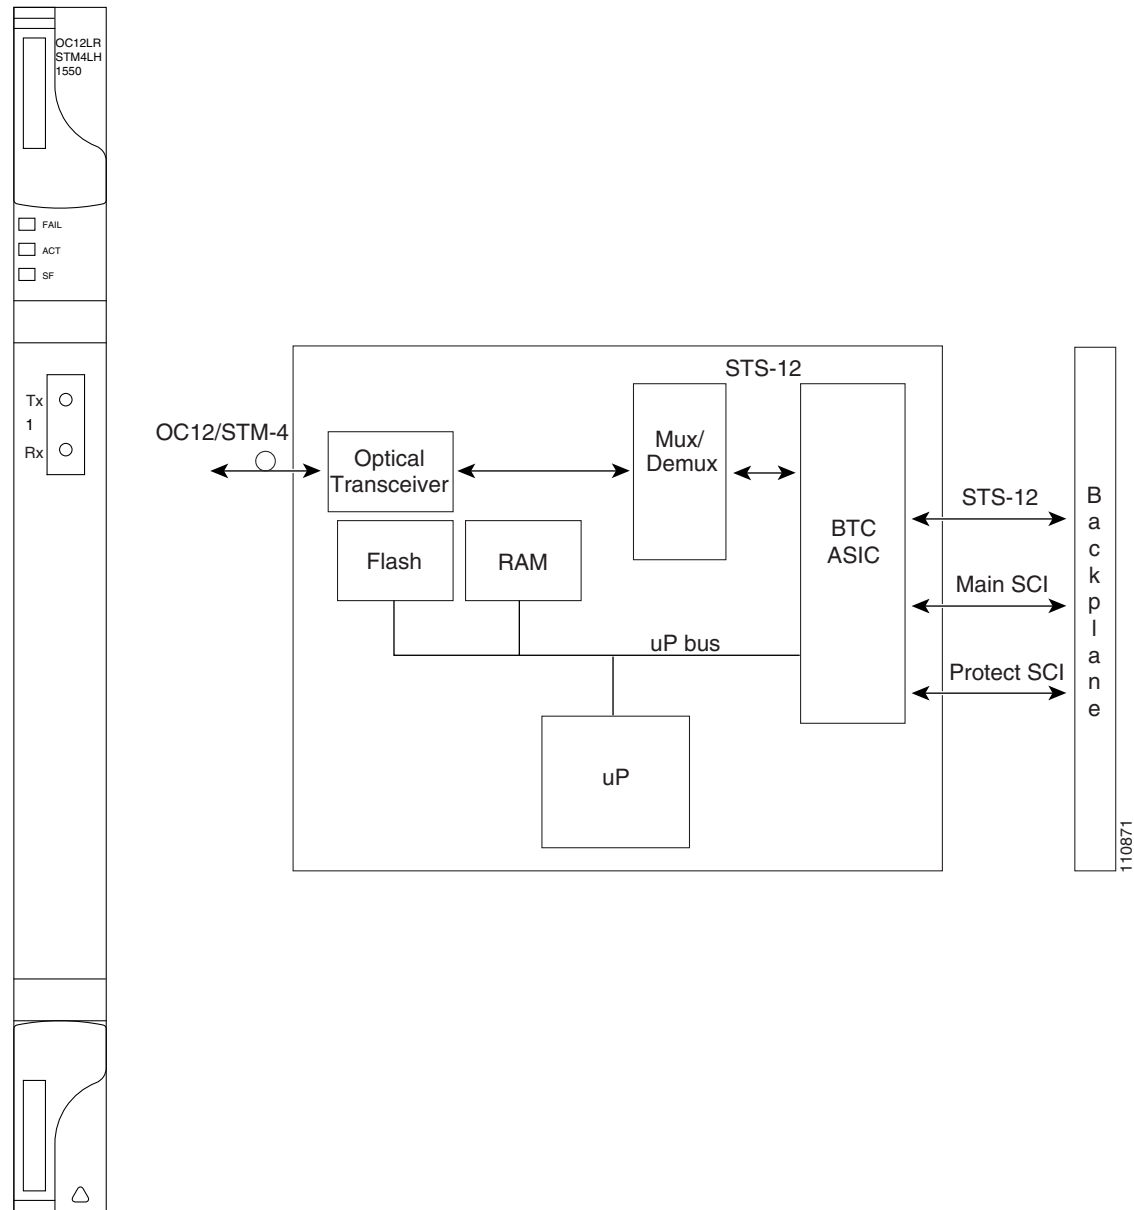 OC12LR
STM4LH
1550
FAIL
ACT
SF
Tx
1
Rx
OC12/STM-4
STS-12
Optical
Transceiver
Mux/
Demux
BTC
ASIC
Flash
RAM
uP bus
uP
STS-12
Main SCI
Protect SCI
Backplane
110871